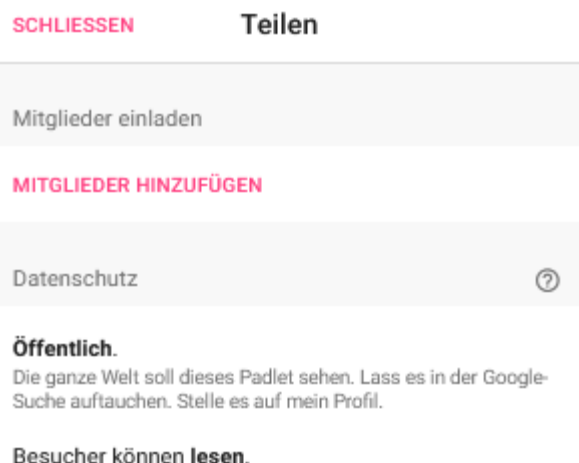 SCHLIESSEN Teilen
Mitglieder einladen
MITGLIEDER HINZUFÜGEN
Datenschutz
Öffentlich.
Die ganze Welt soll dieses Padlet sehen. Lass es in der Google-
Suche auftauchen. Stelle es auf mein Profil.
Besucher können lesen.